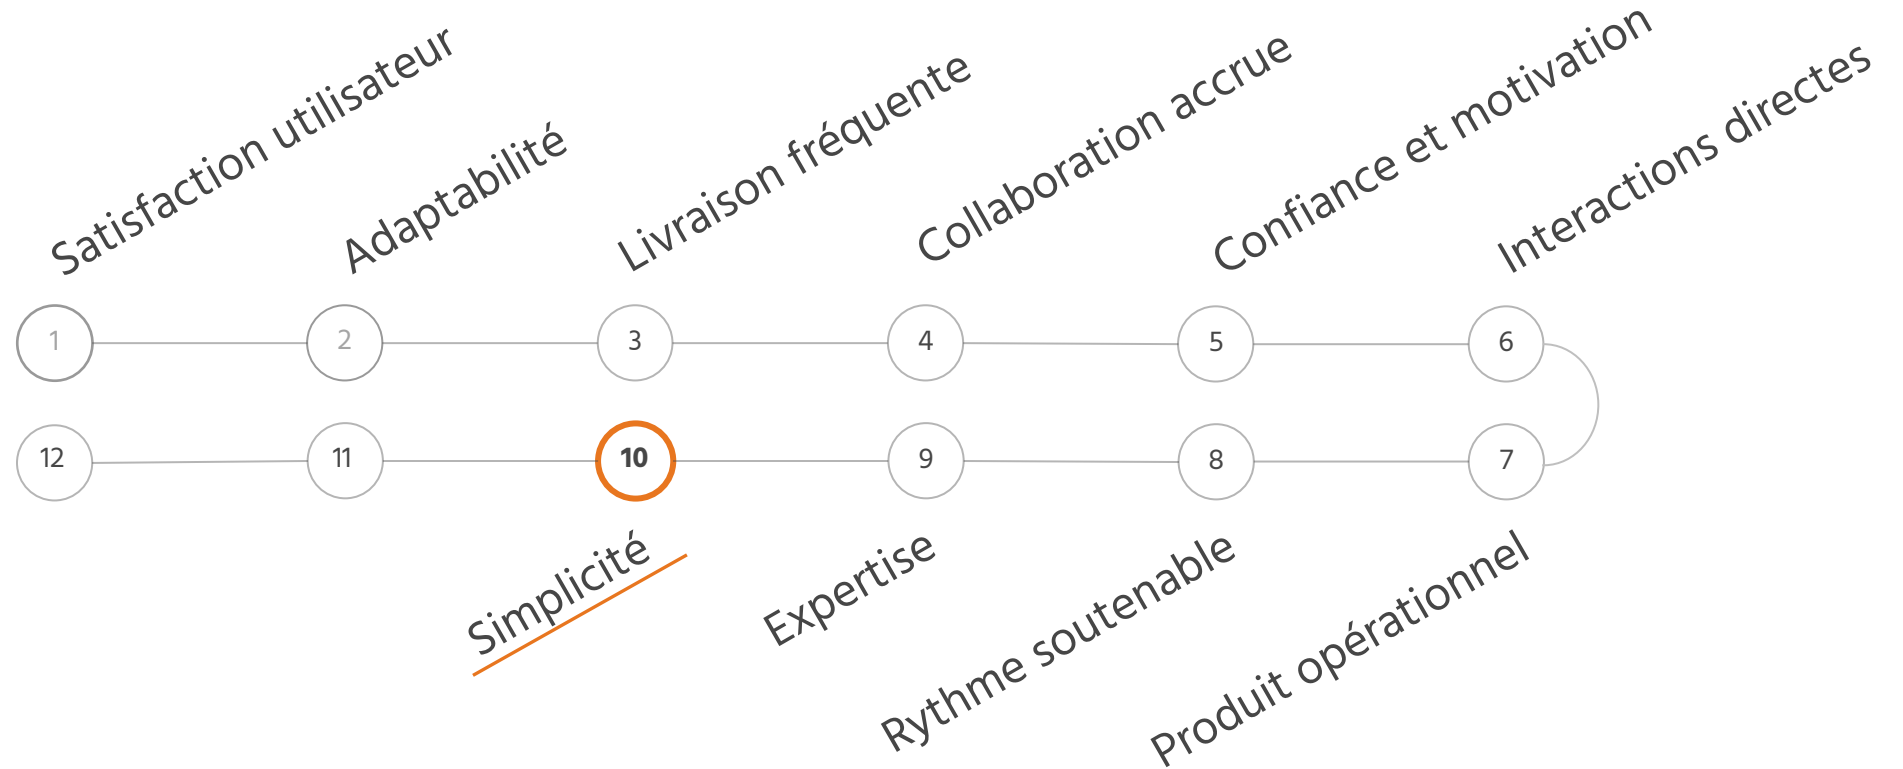 Satisfaction utilisateur
Adaptabilité
Livraison fréquente
Collaboration accrue
Confiance et motivation
Interactions directes
1
2
3
4
5
6
12
11
10
9
8
7
Simplicité
Expertise
Rythme soutenable
Produit opérationnel